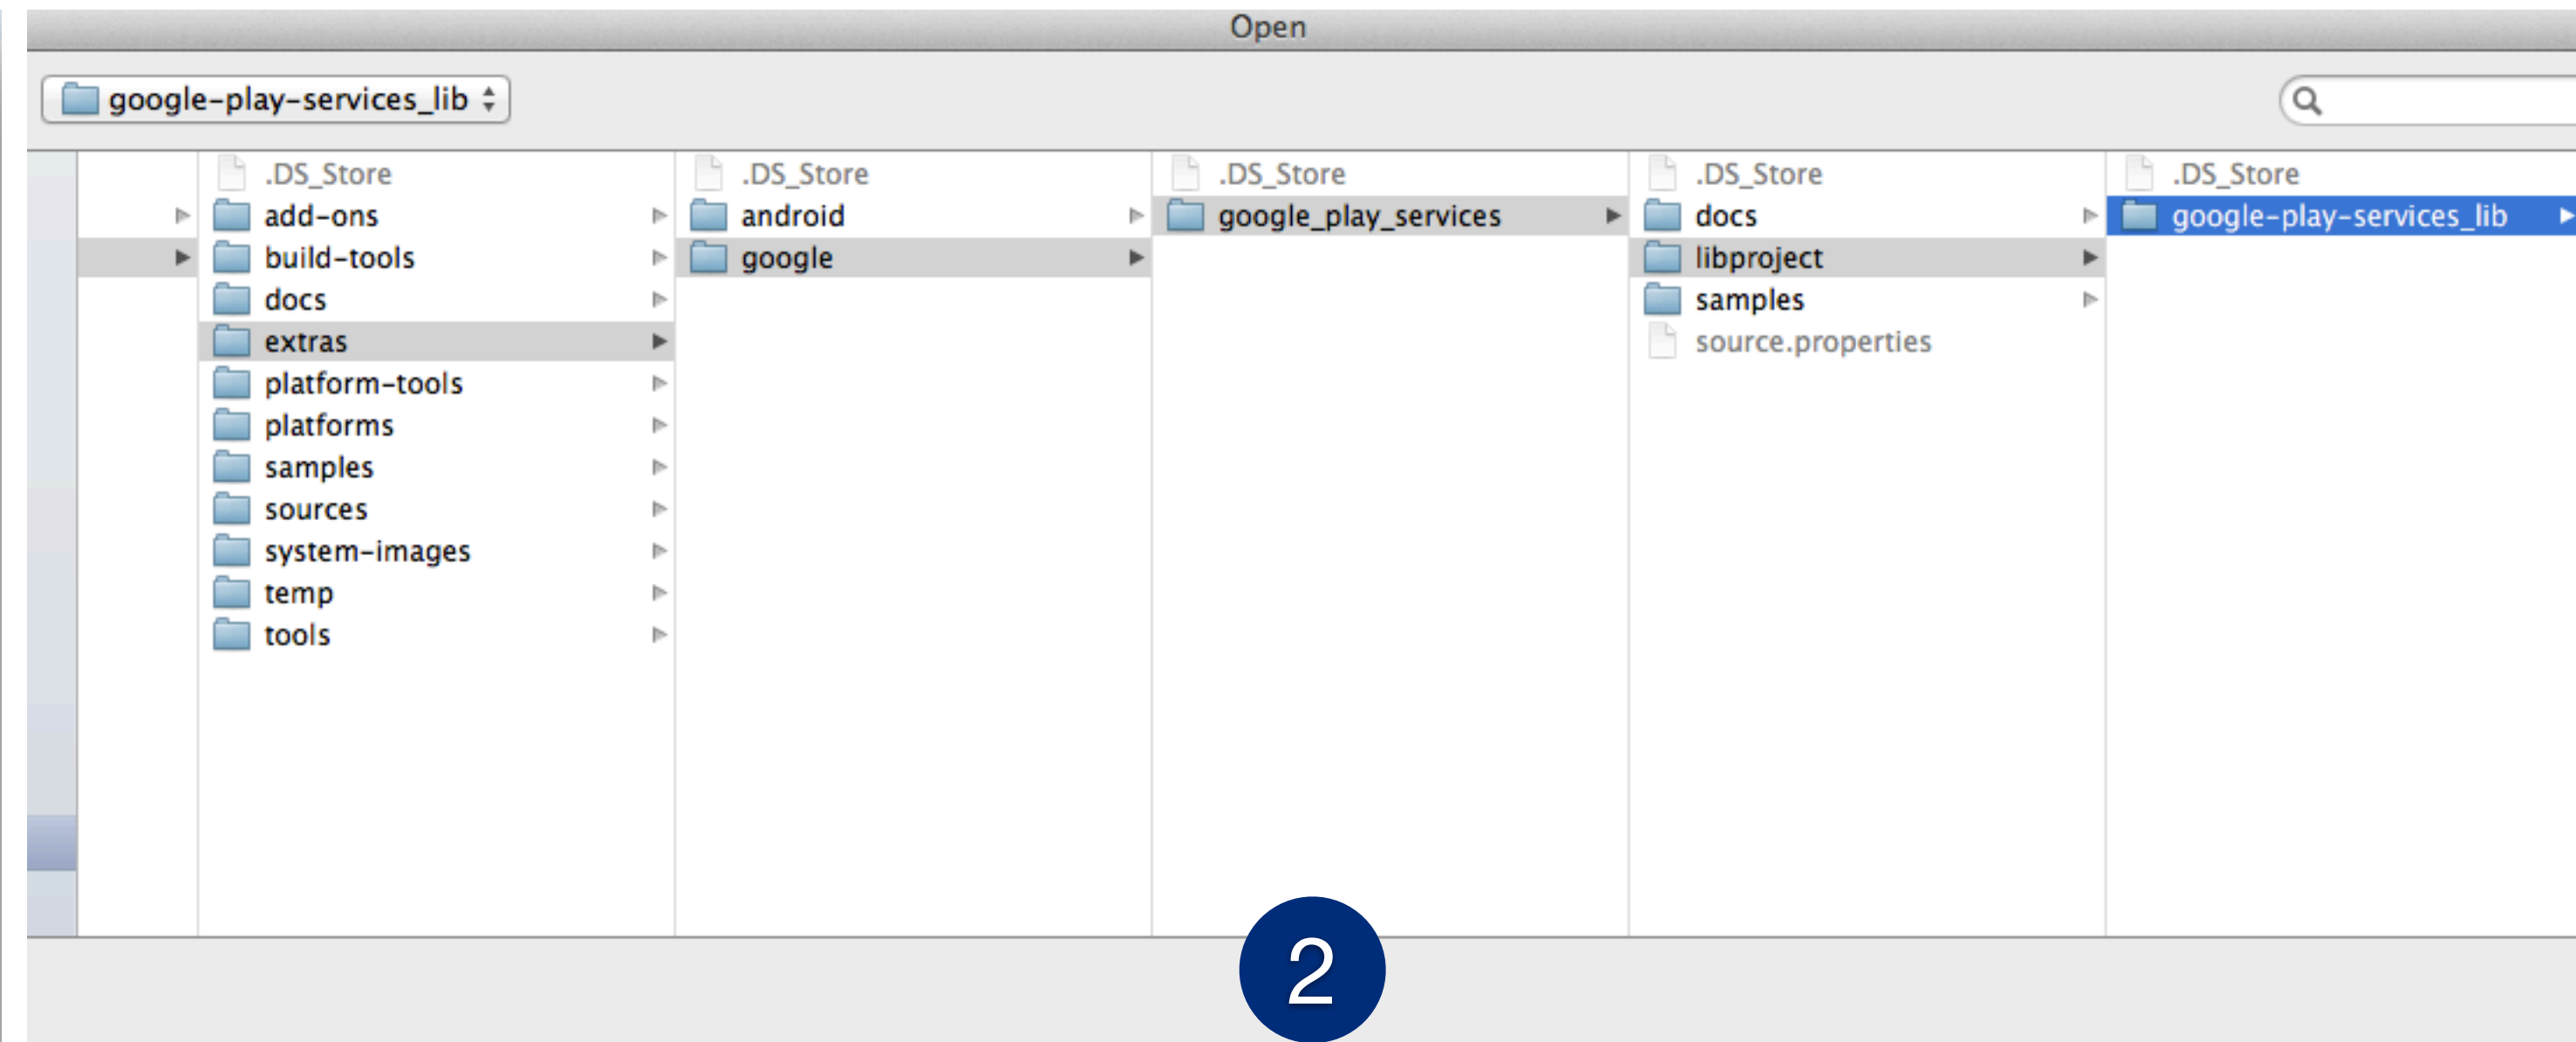 Open
google-play-services_lib
.DS_Store
add-ons
build-tools
docs
extras
platform-tools
platforms
samples
sources
system-images
temp
tools
.DS_Store
android
google
.DS_Store
google_play_services
.DS_Store
docs
libproject
samples
source.properties
.DS_Store
google-play-services_lib
2